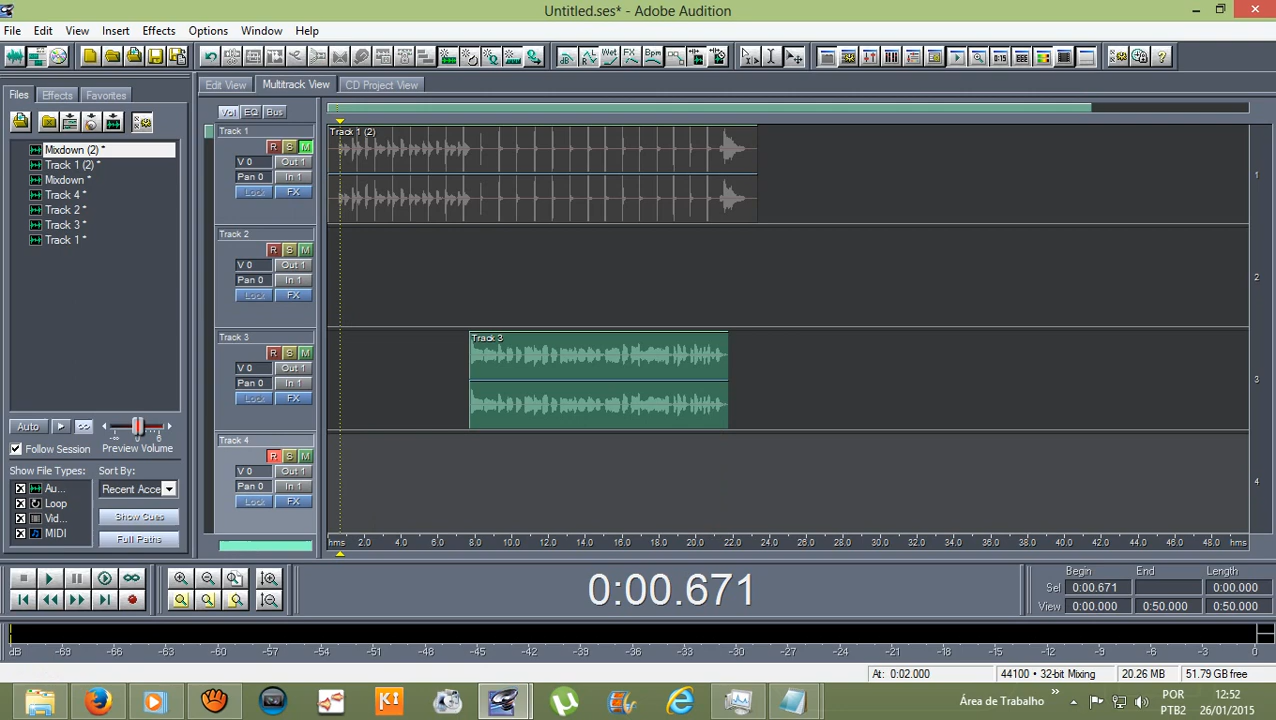 Untitled.ses* - Adobe Audition
File Edit View Insert Effects Options Window Help
Wet FX Bpm 0:15
Files Effects Favorites
Edit View Multitrack View CD Project View
Vol EQ Bus
Mixdown (2) *
Track 1 (2) *
Mixdown *
Track 4 *
Track 2 *
Track 3 *
Track 1 *
Auto
-∞ 0 6
Follow Session Preview Volume
Show File Types: Sort By:
Au... Recent Acce
Loop
Vid... Show Cues
MIDI Full Paths
Track 1
R S M
V 0 Out 1
Pan 0 In 1
Lock FX
Track 1 (2)
1
Track 2
R S M
V 0 Out 1
Pan 0 In 1
Lock FX
2
Track 3
R S M
V 0 Out 1
Pan 0 In 1
Lock FX
Track 3
3
Track 4
R S M
V 0 Out 1
Pan 0 In 1
Lock FX
4
hms 2.0 4.0 6.0 8.0 10.0 12.0 14.0 16.0 18.0 20.0 22.0 24.0 26.0 28.0 30.0 32.0 34.0 36.0 38.0 40.0 42.0 44.0 46.0 48.0 hms
0:00.671
Begin End Length
Sel 0:00.671 0:00.000
View 0:00.000 0:50.000 0:50.000
dB -69 -66 -63 -60 -57 -54 -51 -48 -45 -42 -39 -36 -33 -30 -27 -24 -21 -18 -15 -12 -9 -6 -3 0
At: 0:02.000 44100 • 32-bit Mixing 20.26 MB 51.79 GB free
Ki
Área de Trabalho »
POR
PTB2
12:52
26/01/2015